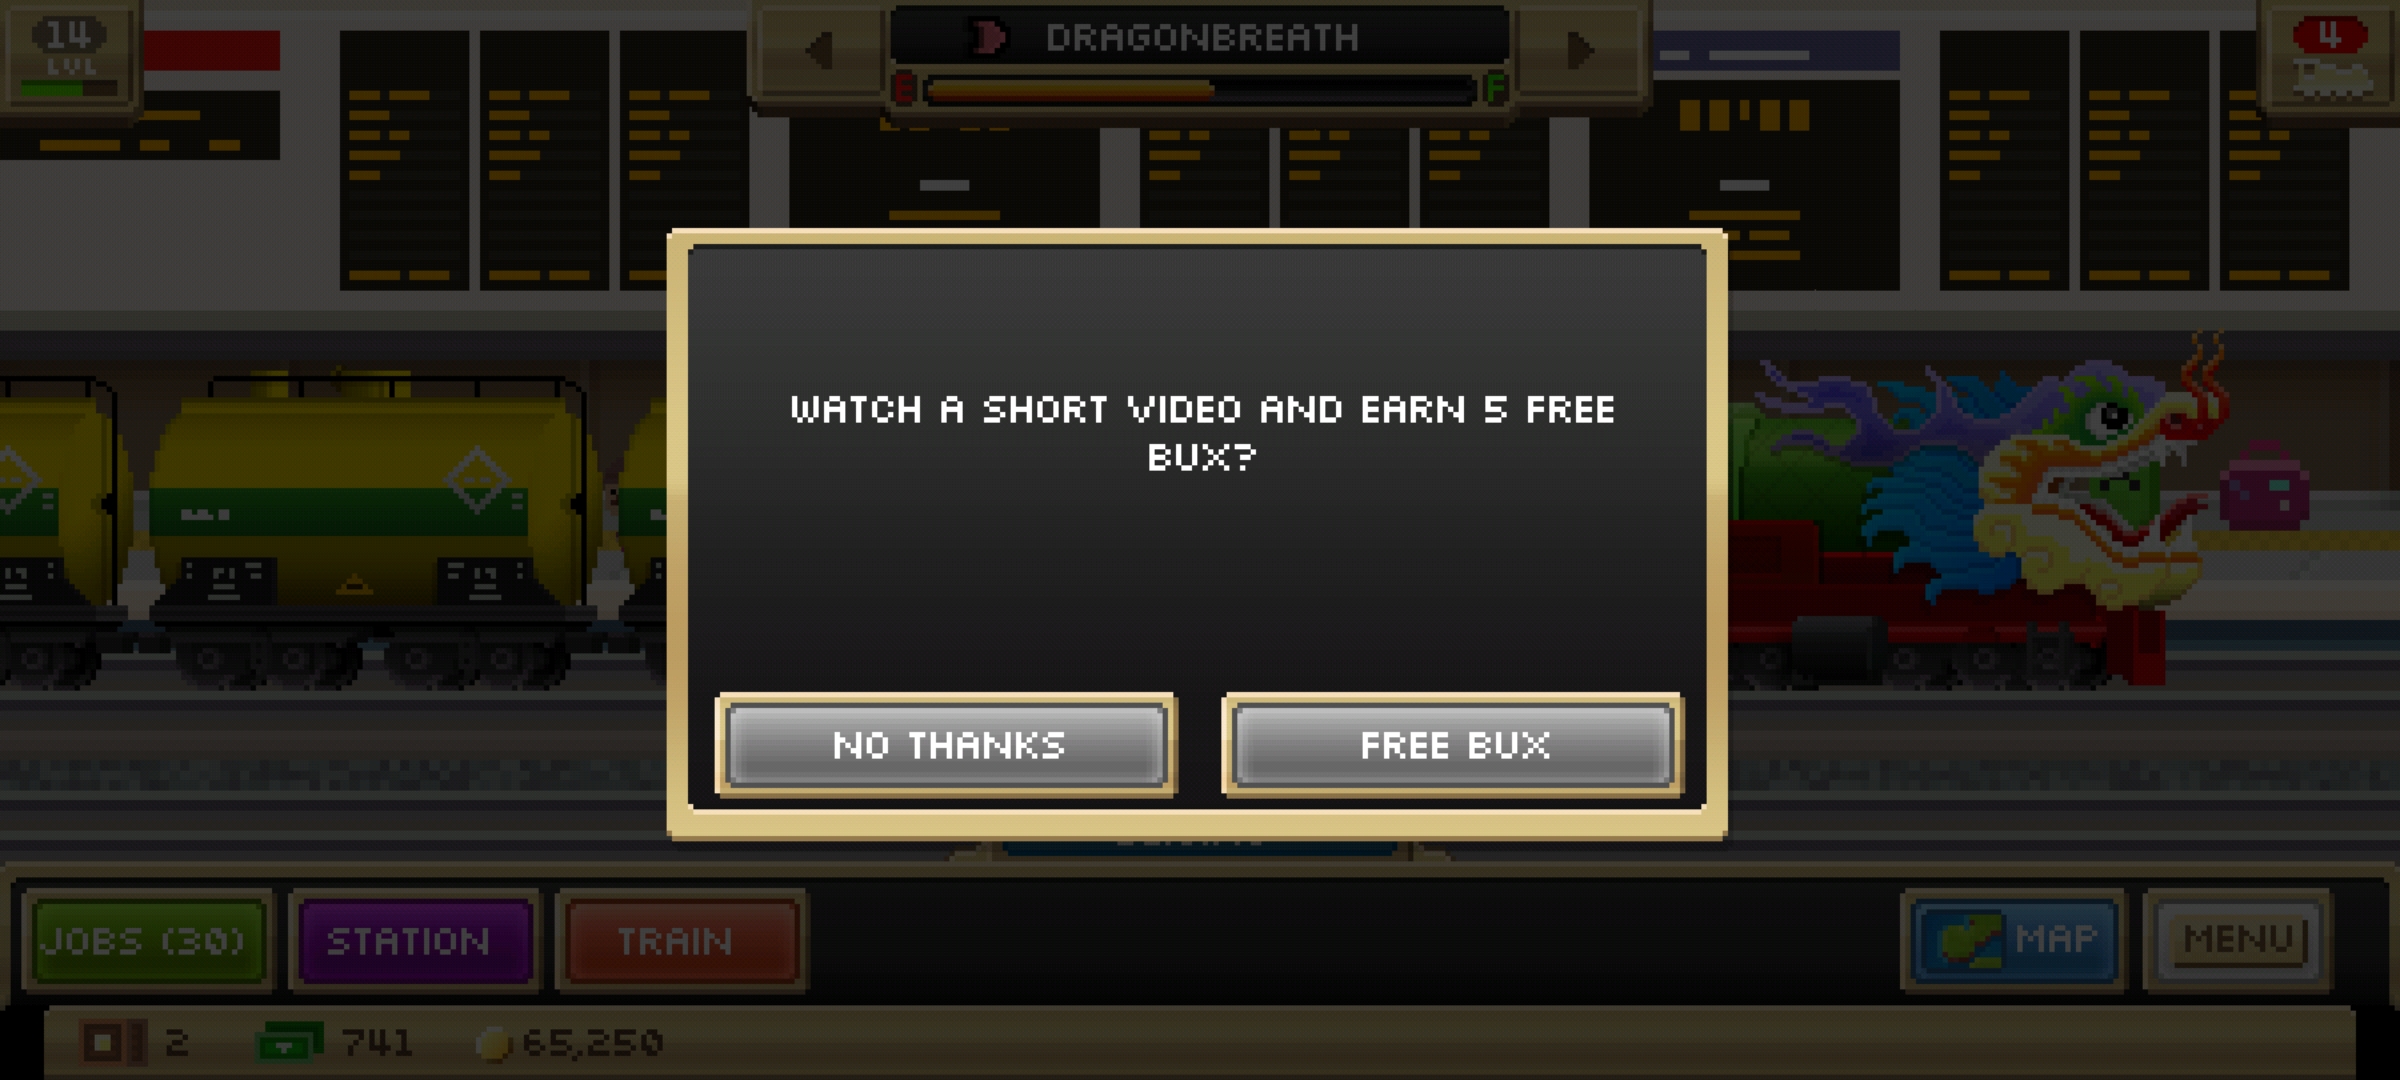 14
LVL
DRAGONBREATH
E
F
4
WATCH A SHORT VIDEO AND EARN 5 FREE
BUX?
NO THANKS
FREE BUX
JOBS (30)
STATION
TRAIN
MAP
MENU
2
741
65,250